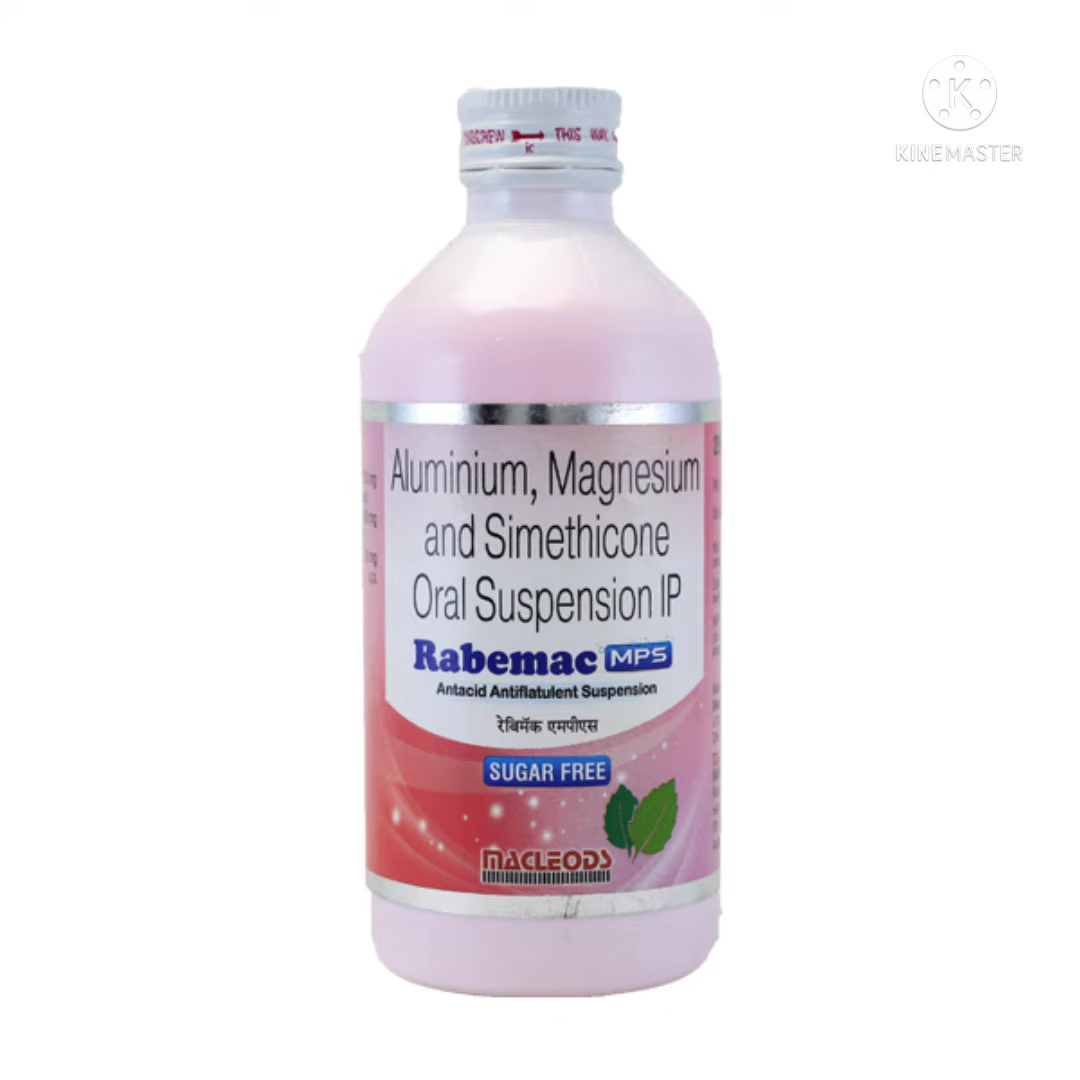 KINEMASTER
THIS WAY
Aluminium, Magnesium
and Simethicone
Oral Suspension IP
Rabemac MPS
Antacid Antiflatulent Suspension
रेबिमॅक एमपीएस
SUGAR FREE
MACLEODS